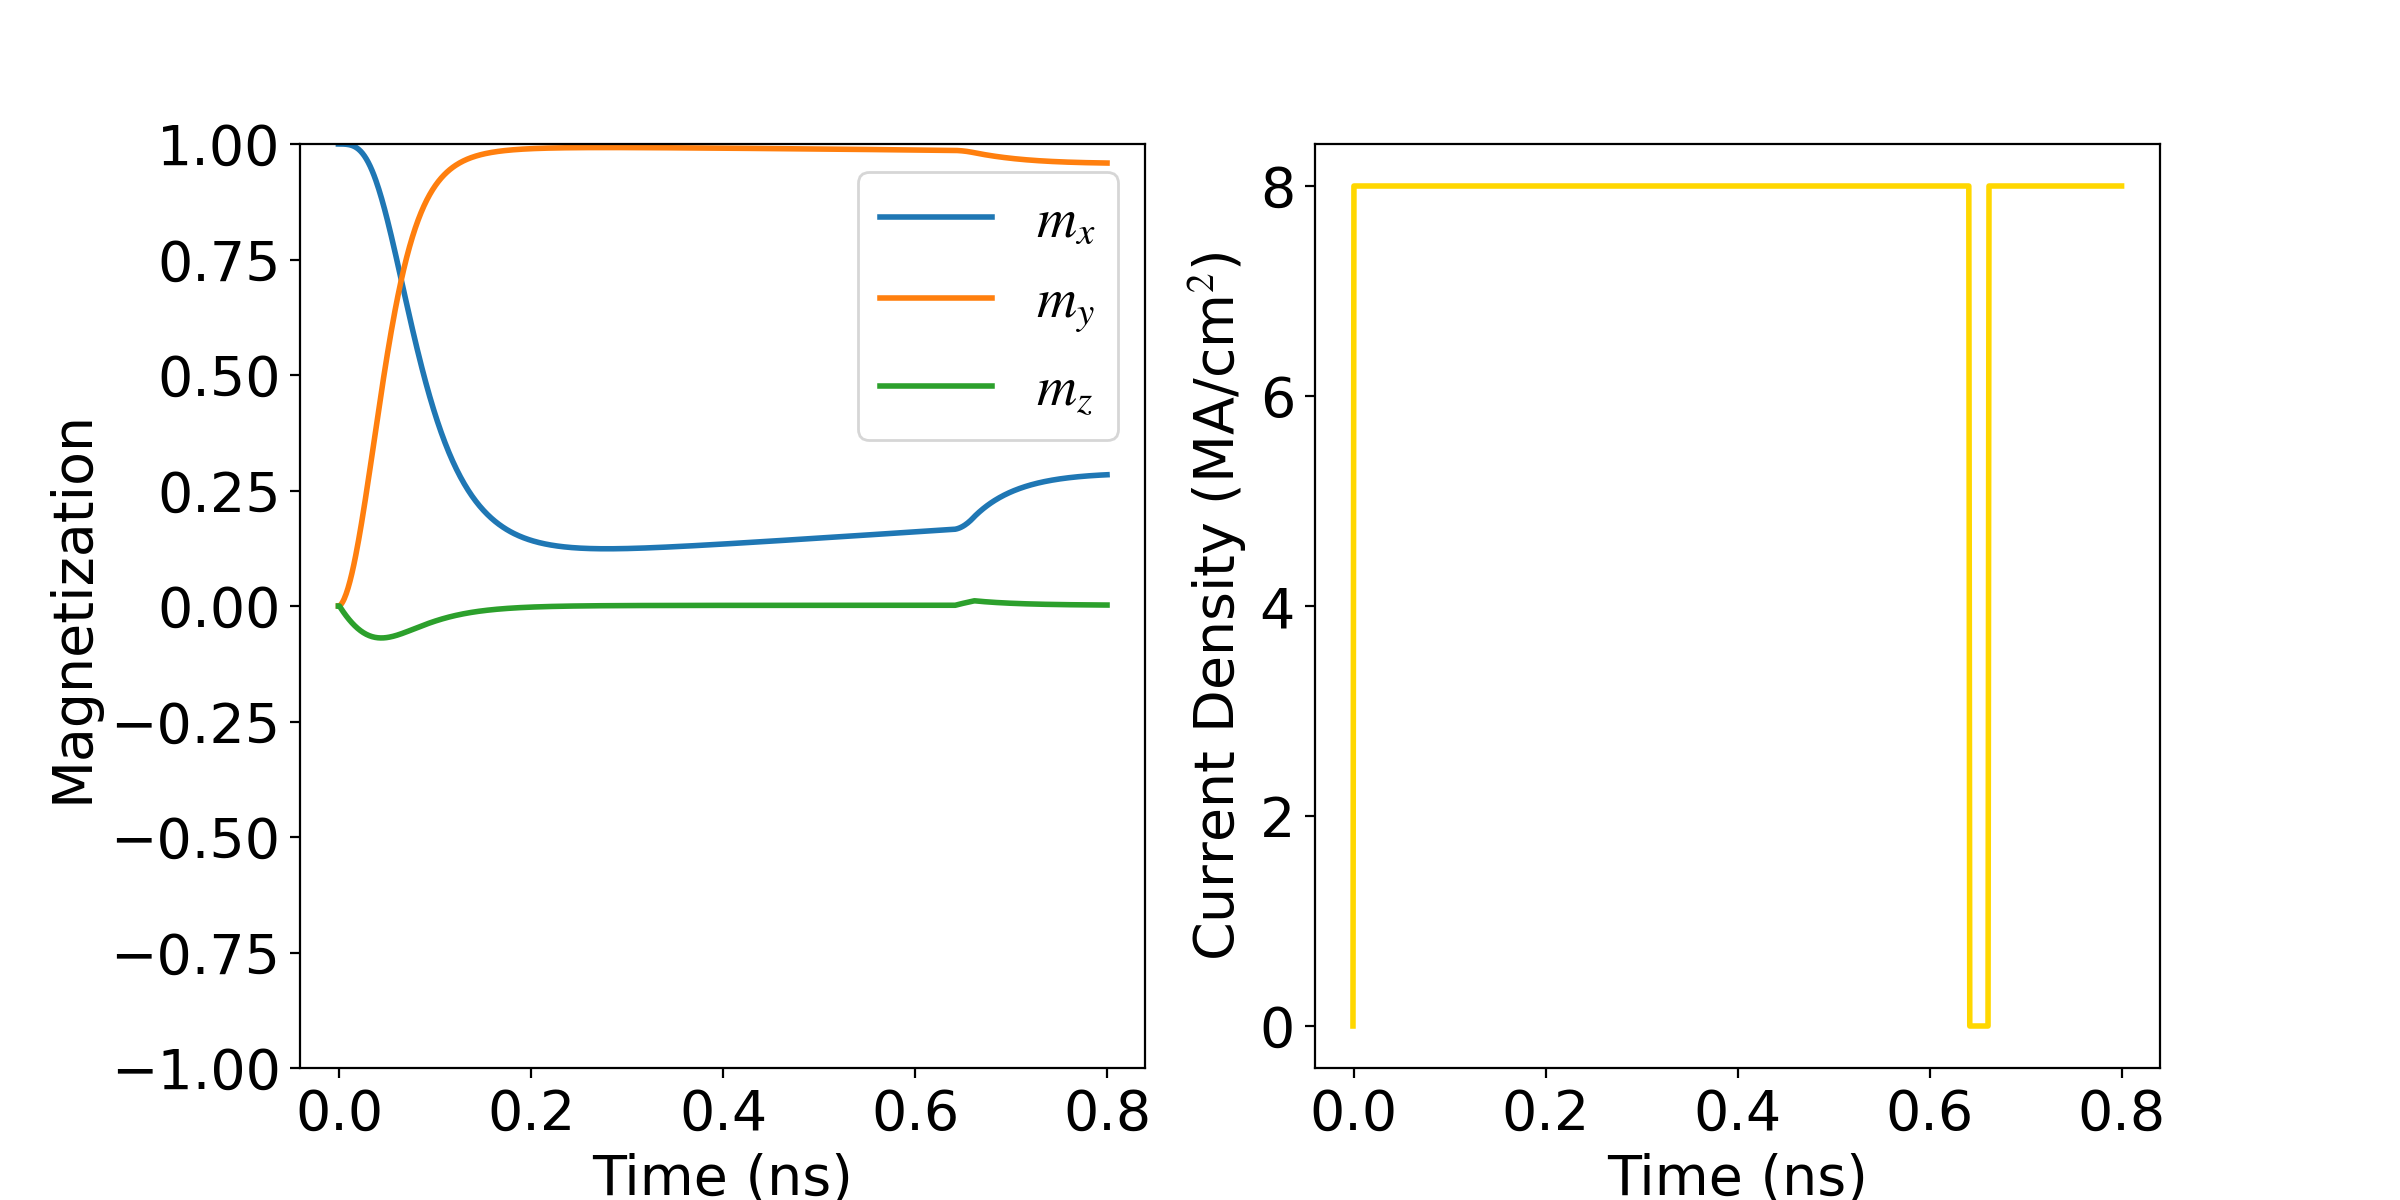 1.00
0.75
0.50
0.25
0.00
−0.25
−0.50
−0.75
−1.00
Magnetization
0.0 0.2 0.4 0.6 0.8
Time (ns)
mₓ
m_y
m_z
8
6
4
2
0
Current Density (MA/cm²)
0.0 0.2 0.4 0.6 0.8
Time (ns)